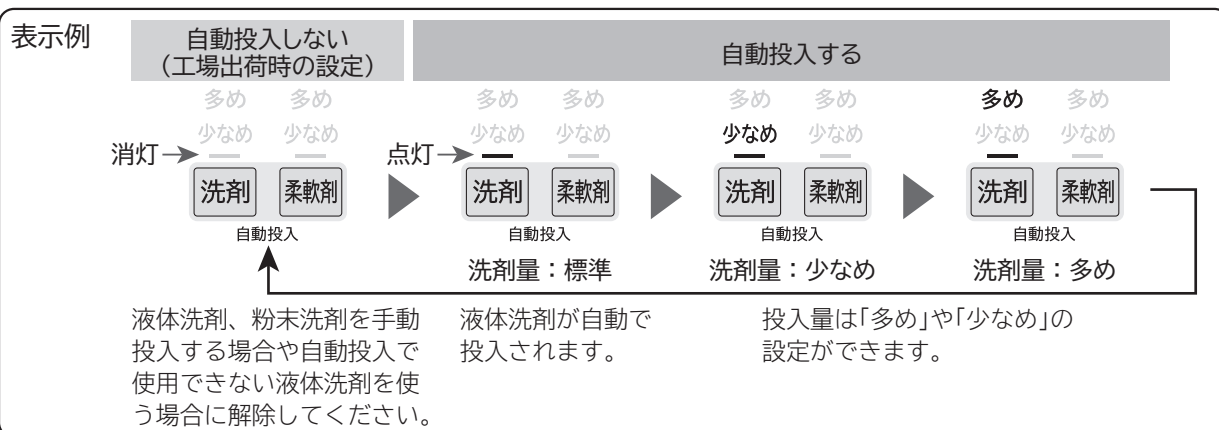 表示例
自動投入しない
（工場出荷時の設定）
自動投入する
多め 多め
少なめ 少なめ
消灯
洗剤 柔軟剤
自動投入
多め 多め
少なめ 少なめ
点灯
洗剤 柔軟剤
自動投入
洗剤量：標準
多め 多め
少なめ 少なめ
洗剤 柔軟剤
自動投入
洗剤量：少なめ
多め 多め
少なめ 少なめ
洗剤 柔軟剤
自動投入
洗剤量：多め
液体洗剤、粉末洗剤を手動
投入する場合や自動投入で
使用できない液体洗剤を使
う場合に解除してください。
液体洗剤が自動で
投入されます。
投入量は「多め」や「少なめ」の
設定ができます。